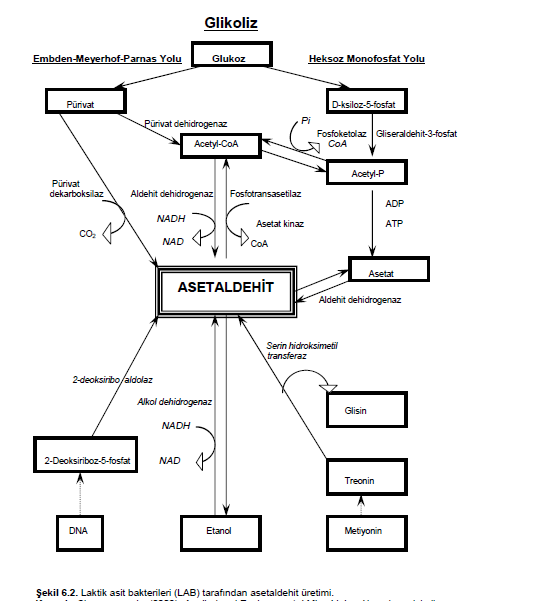 Glikoliz
Embden-Meyerhof-Parnas Yolu
Glukoz
Heksoz Monofosfat Yolu
Pürivat
D-ksiloz-5-fosfat
Pürivat dehidrogenaz
Pi
Fosfoketolaz
CoA
Gliseraldehit-3-fosfat
Acetyl-CoA
Acetyl-P
Pürivat
dekarboksilaz
Aldehit dehidrogenaz
Fosfotransasetilaz
ADP
NADH
Asetat kinaz
ATP
CO2
NAD
CoA
Asetat
ASETALDEHİT
Aldehit dehidrogenaz
Serin hidroksimetil
transferaz
2-deoksiribo aldolaz
Alkol dehidrogenaz
Glisin
NADH
2-Deoksiriboz-5-fosfat
NAD
Treonin
DNA
Etanol
Metiyonin
Şekil 6.2. Laktik asit bakterileri (LAB) tarafından asetaldehit üretimi.